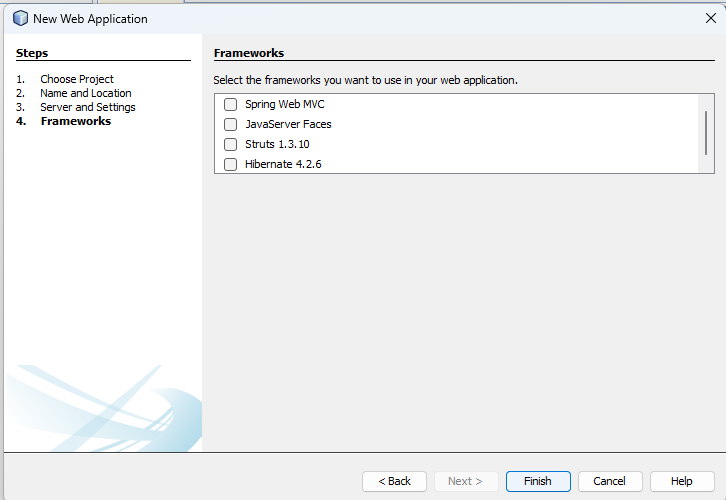 New Web Application
Steps
1. Choose Project
2. Name and Location
3. Server and Settings
4. Frameworks
Frameworks
Select the frameworks you want to use in your web application.
Spring Web MVC
JavaServer Faces
Struts 1.3.10
Hibernate 4.2.6
< Back
Next >
Finish
Cancel
Help